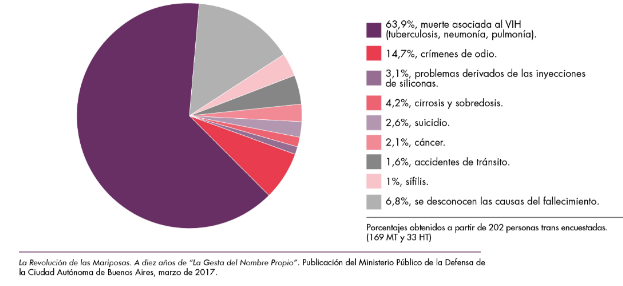 63,9%, muerte asociada al VIH
(tuberculosis, neumonía, pulmonía).
14,7%, crímenes de odio.
3,1%, problemas derivados de las inyecciones
de siliconas.
4,2%, cirrosis y sobredosis.
2,6%, suicidio.
2,1%, cáncer.
1,6%, accidentes de tránsito.
1%, sífilis.
6,8%, se desconocen las causas del fallecimiento.
Porcentajes obtenidos a partir de 202 personas trans encuestadas.
(169 MT y 33 HT)
La Revolución de las Mariposas. A diez años de “La Gesta del Nombre Propio”. Publicación del Ministerio Público de la Defensa de
la Ciudad Autónoma de Buenos Aires, marzo de 2017.